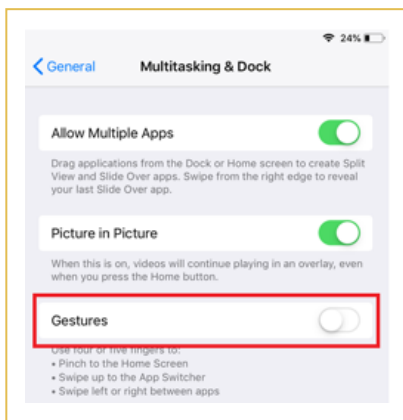 24%
General Multitasking & Dock
Allow Multiple Apps
Drag applications from the Dock or Home screen to create Split
View and Slide Over apps. Swipe from the right edge to reveal
your last Slide Over app.
Picture in Picture
When this is on, videos will continue playing in an overlay, even
when you press the Home button.
Gestures
Use four or five fingers to:
• Pinch to the Home Screen
• Swipe up to the App Switcher
• Swipe left or right between apps